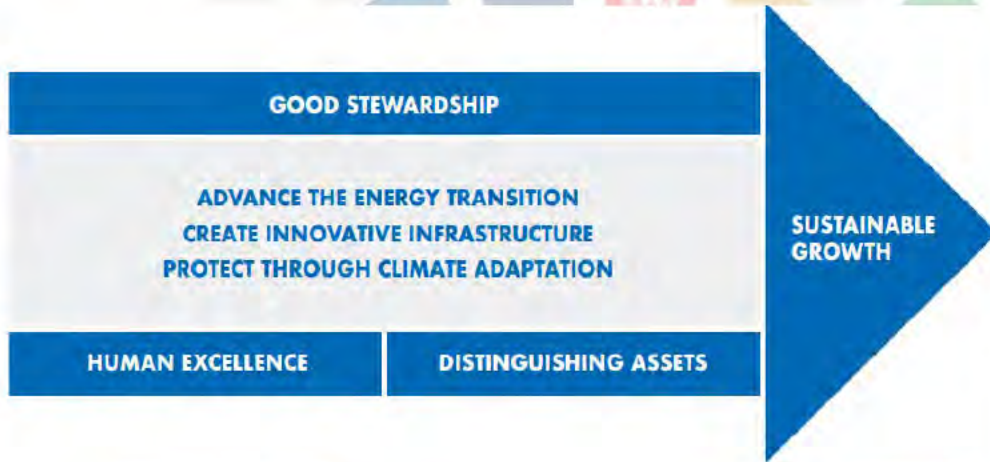 GOOD STEWARDSHIP
ADVANCE THE ENERGY TRANSITION
CREATE INNOVATIVE INFRASTRUCTURE
PROTECT THROUGH CLIMATE ADAPTATION
SUSTAINABLE
GROWTH
HUMAN EXCELLENCE
DISTINGUISHING ASSETS